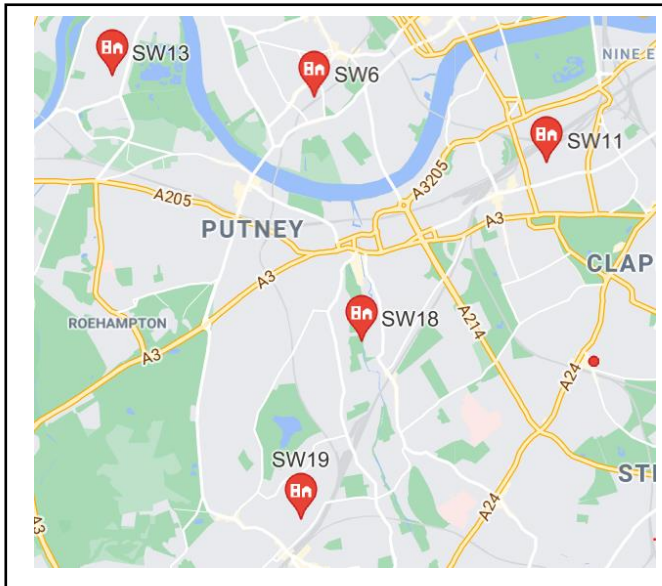 SW13
SW6
NINE E
SW11
A3205
A205
PUTNEY
A3
CLAP
A3
SW18
ROEHAMPTON
A214
A3
A24
SW19
STI
A24
A3